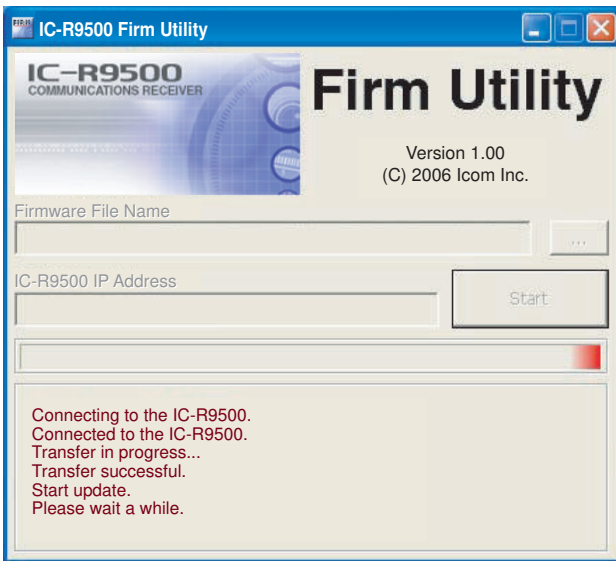 IC-R9500 Firm Utility
IC-R9500
COMMUNICATIONS RECEIVER
Firm Utility
Version 1.00
(C) 2006 Icom Inc.
Firmware File Name
...
IC-R9500 IP Address
Start
Connecting to the IC-R9500.
Connected to the IC-R9500.
Transfer in progress...
Transfer successful.
Start update.
Please wait a while.